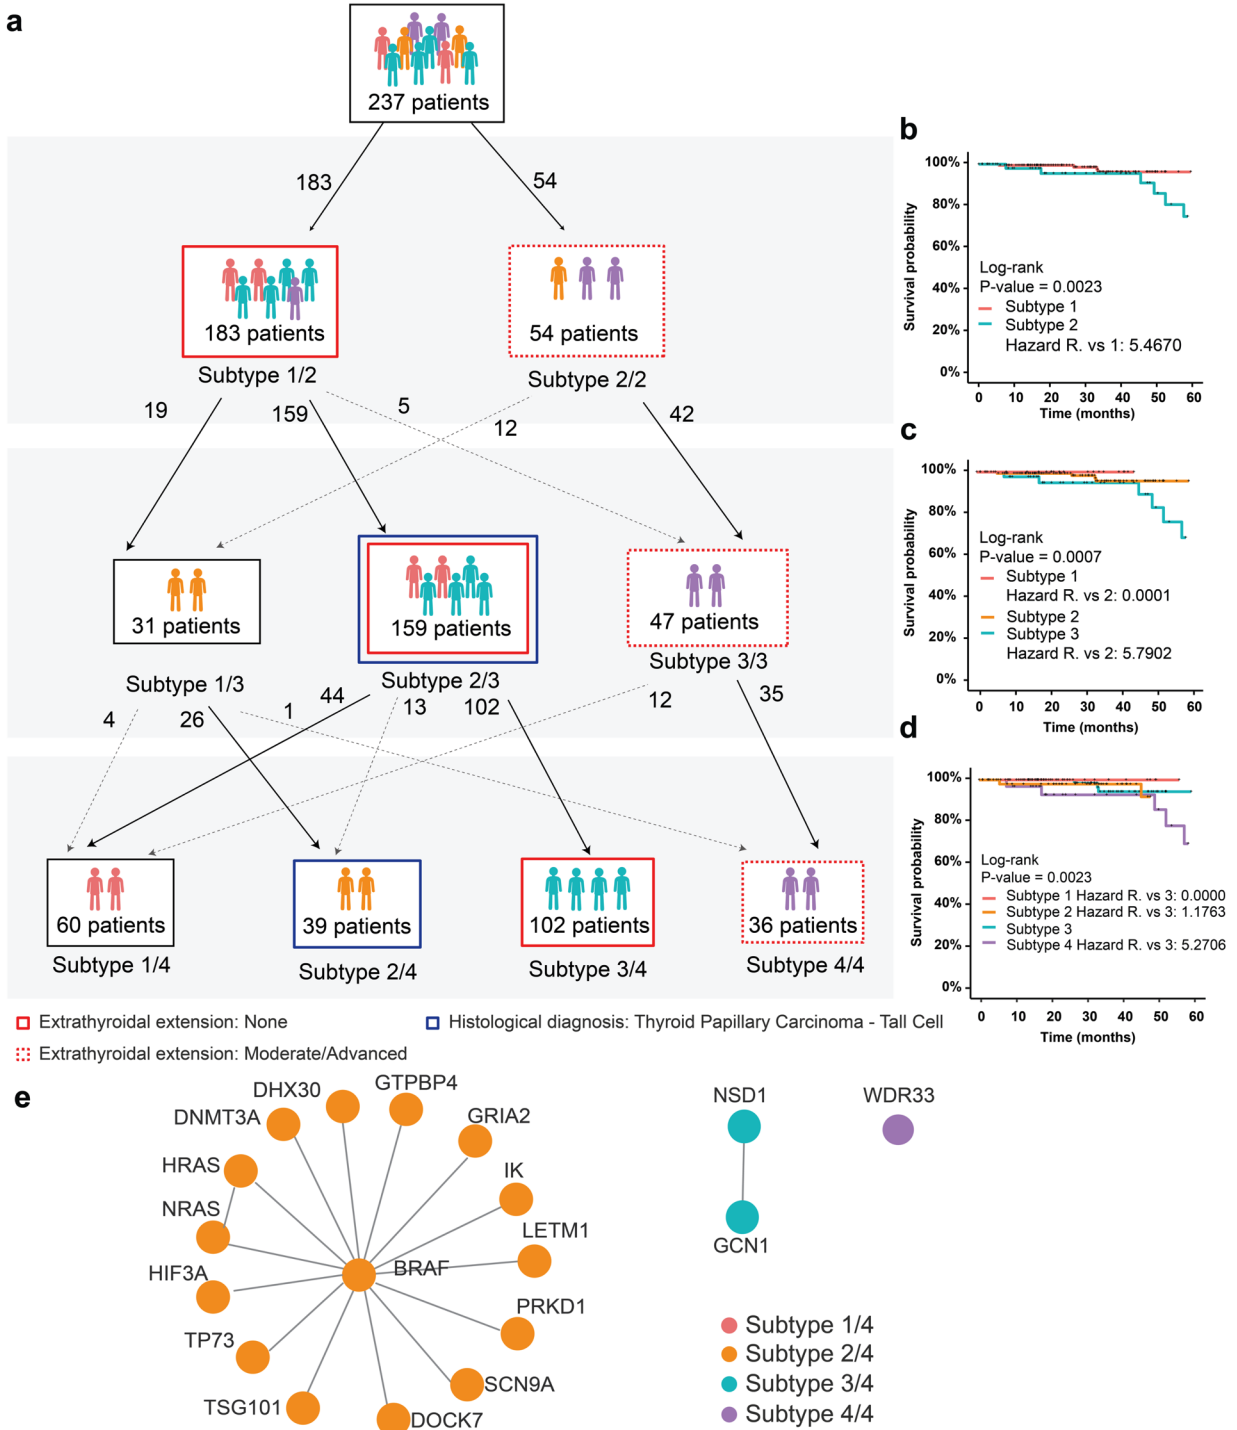 a
237 patients
183
54
183 patients
54 patients
Subtype 1/2
Subtype 2/2
19
159
5
12
42
31 patients
159 patients
47 patients
Subtype 1/3
Subtype 2/3
Subtype 3/3
4
26
1
44
13
102
12
35
60 patients
39 patients
102 patients
36 patients
Subtype 1/4
Subtype 2/4
Subtype 3/4
Subtype 4/4
Extrathyroidal extension: None
Histological diagnosis: Thyroid Papillary Carcinoma - Tall Cell
Extrathyroidal extension: Moderate/Advanced
b
Survival probability
100%
80%
60%
40%
20%
0%
Log-rank
P-value = 0.0023
Subtype 1
Subtype 2
Hazard R. vs 1: 5.4670
0 10 20 30 40 50 60
Time (months)
c
Survival probability
100%
80%
60%
40%
20%
0%
Log-rank
P-value = 0.0007
Subtype 1
Hazard R. vs 2: 0.0001
Subtype 2
Subtype 3
Hazard R. vs 2: 5.7902
0 10 20 30 40 50 60
Time (months)
d
Survival probability
100%
80%
60%
40%
20%
0%
Log-rank
P-value = 0.0023
Subtype 1 Hazard R. vs 3: 0.0000
Subtype 2 Hazard R. vs 3: 1.1763
Subtype 3
Subtype 4 Hazard R. vs 3: 5.2706
0 10 20 30 40 50 60
Time (months)
e
DHX30
GTPBP4
DNMT3A
GRIA2
HRAS
IK
NRAS
LETM1
HIF3A
BRAF
PRKD1
TP73
SCN9A
TSG101
DOCK7
NSD1
GCN1
WDR33
Subtype 1/4
Subtype 2/4
Subtype 3/4
Subtype 4/4